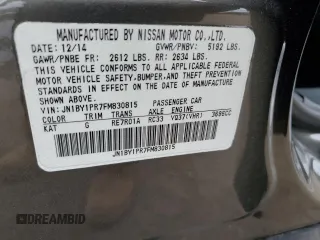 MANUFACTURED BY NISSAN MOTOR CO.,LTD.
DATE: 12/14 GVWR/PNBV: 5192 LBS.
GAWR/PNBE FR: 2612 LBS. RR: 2634 LBS.
THIS VEHICLE CONFORMS TO ALL APPLICABLE FEDERAL
MOTOR VEHICLE SAFETY, BUMPER, AND THEFT PREVENTION
STANDARDS IN EFFECT ON THE DATE OF MANUFACTURE
SHOWN ABOVE.
VIN: JN1BY1PR7FM830815 PASSENGER CAR
COLOR TRIM TRANS AXLE ENGINE
KAT G RE7R01A RC33 VQ37(VHR) 3696CC
JN1BY1PR7FM830815
DREAMBID